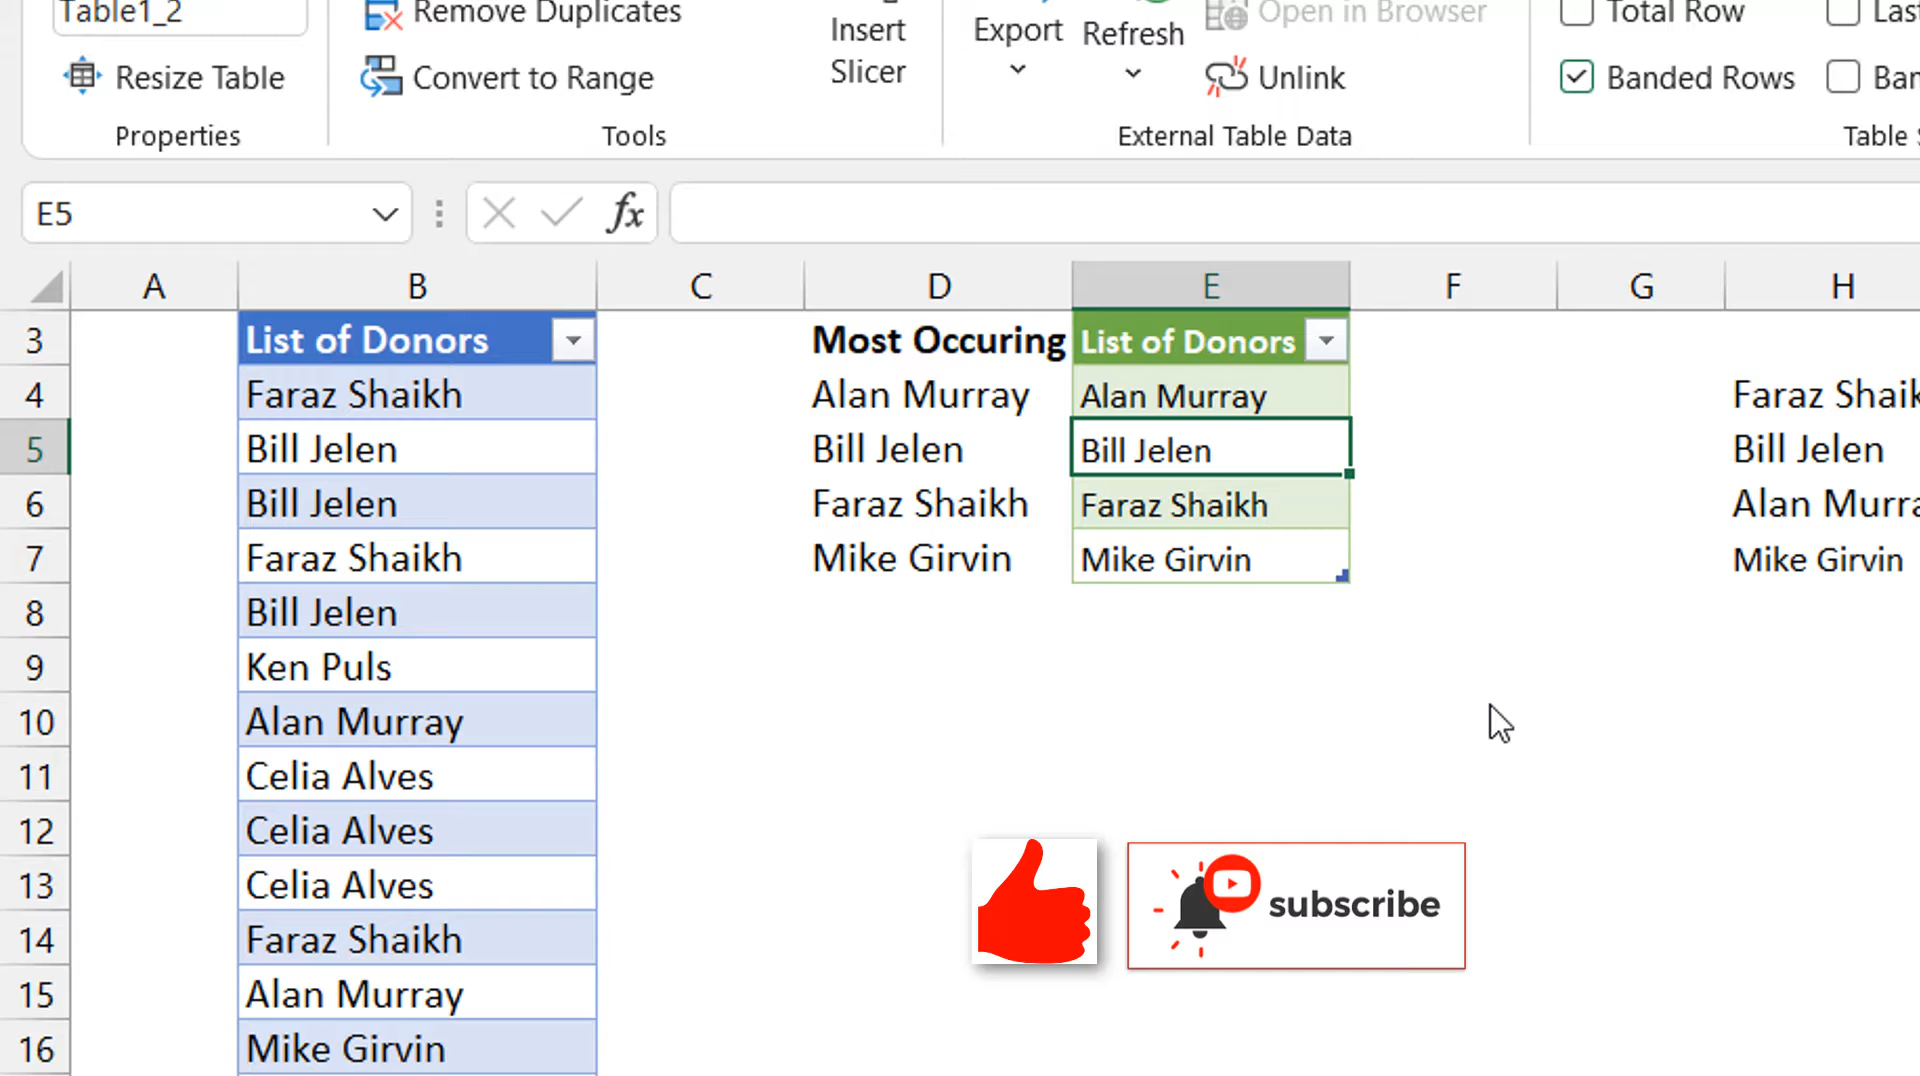 Table1_2
Remove Duplicates
Insert
Slicer
Export
Refresh
Open in Browser
Total Row
Resize Table
Convert to Range
Unlink
Banded Rows
Properties
Tools
External Table Data
Table
E5
fx
A B C D E F G H
3 List of Donors Most Occuring List of Donors
4 Faraz Shaikh Alan Murray Alan Murray Faraz
5 Bill Jelen Bill Jelen Bill Jelen Bill Jelen
6 Bill Jelen Faraz Shaikh Faraz Shaikh Alan
7 Faraz Shaikh Mike Girvin Mike Girvin Mike Girvin
8 Bill Jelen
9 Ken Puls
10 Alan Murray
11 Celia Alves
12 Celia Alves
13 Celia Alves
subscribe
14 Faraz Shaikh
15 Alan Murray
16 Mike Girvin